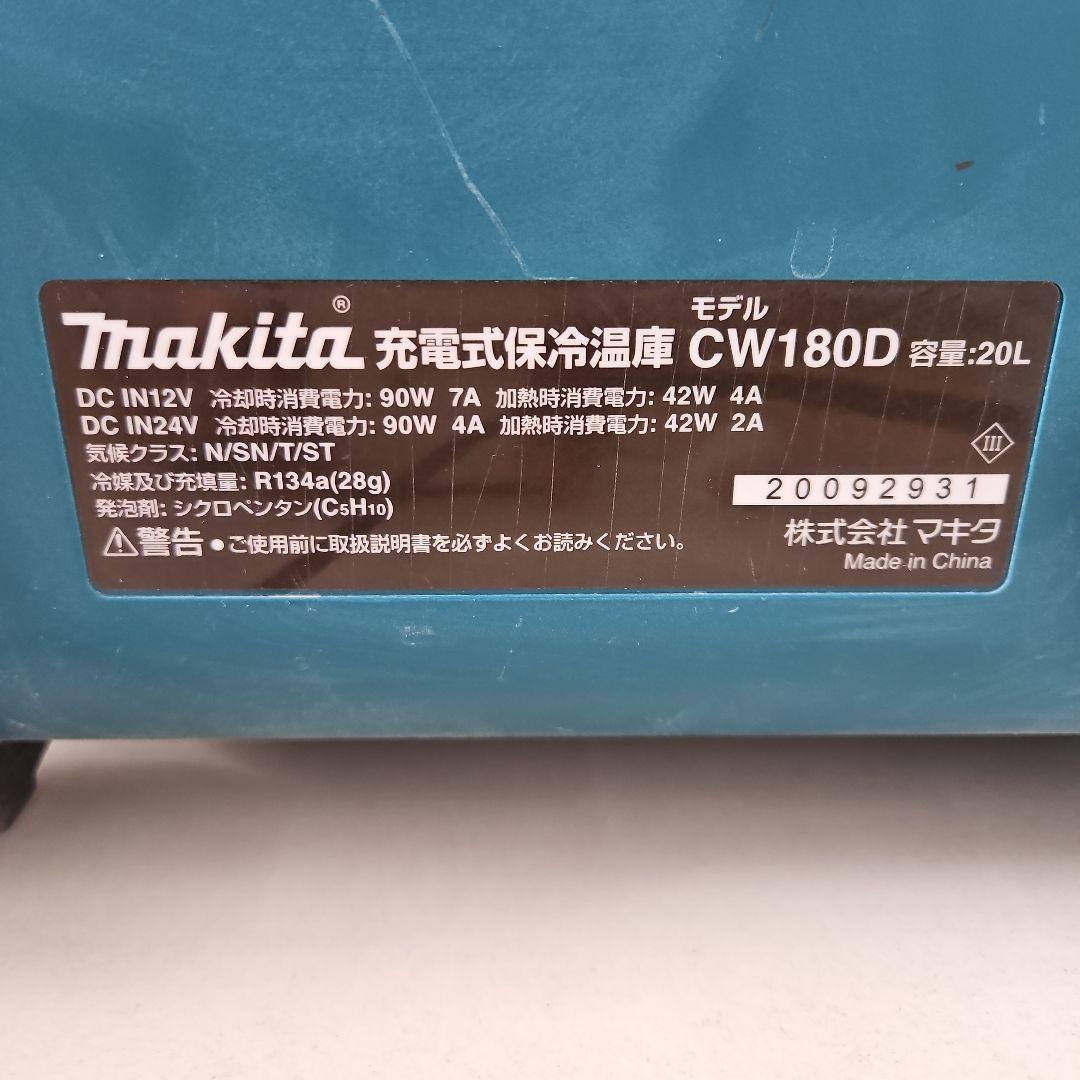 makita® 充電式保冷温庫 モデル CW180D 容量:20L
DC IN12V 冷却時消費電力: 90W 7A 加熱時消費電力: 42W 4A
DC IN24V 冷却時消費電力: 90W 4A 加熱時消費電力: 42W 2A
気候クラス: N/SN/T/ST
III
冷媒及び充填量: R134a(28g)
20092931
発泡剤: シクロペンタン(C5H10)
⚠警告 ●ご使用前に取扱説明書を必ずよくお読みください。
株式会社 マキタ
Made in China